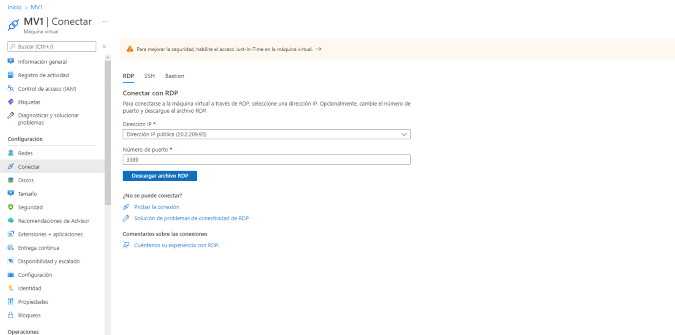 Inicio > MV1
MV1 | Conectar
Máquina virtual
Buscar (Ctrl+/)
Información general
Registro de actividad
Control de acceso (IAM)
Etiquetas
Diagnosticar y solucionar
problemas
Configuración
Redes
Conectar
Discos
Tamaño
Seguridad
Recomendaciones de Advisor
Extensiones + aplicaciones
Entrega continua
Disponibilidad y escalado
Configuración
Identidad
Propiedades
Bloqueos
Operaciones
Para mejorar la seguridad, habilite el acceso Just-In-Time en la máquina virtual. →
RDP SSH Bastion
Conectar con RDP
Para conectarse a la máquina virtual a través de RDP, seleccione una dirección IP. Opcionalmente, cambie el número de
puerto y descargue el archivo RDP.
Dirección IP *
Dirección IP pública (20.2.209.95)
Número de puerto *
3380
Descargar archivo RDP
¿No se puede conectar?
Probar la conexión
Solución de problemas de conectividad de RDP
Comentarios sobre las conexiones
Cuéntenos su experiencia con RDP.